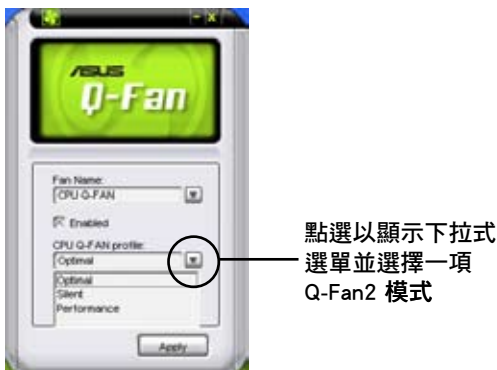 ASUS
Q-Fan
Fan Name:
CPU Q-FAN
Enabled
CPU Q-FAN profile:
Optimal
Optimal
Silent
Performance
Apply
點選以顯示下拉式
選單並選擇一項
Q-Fan2 模式